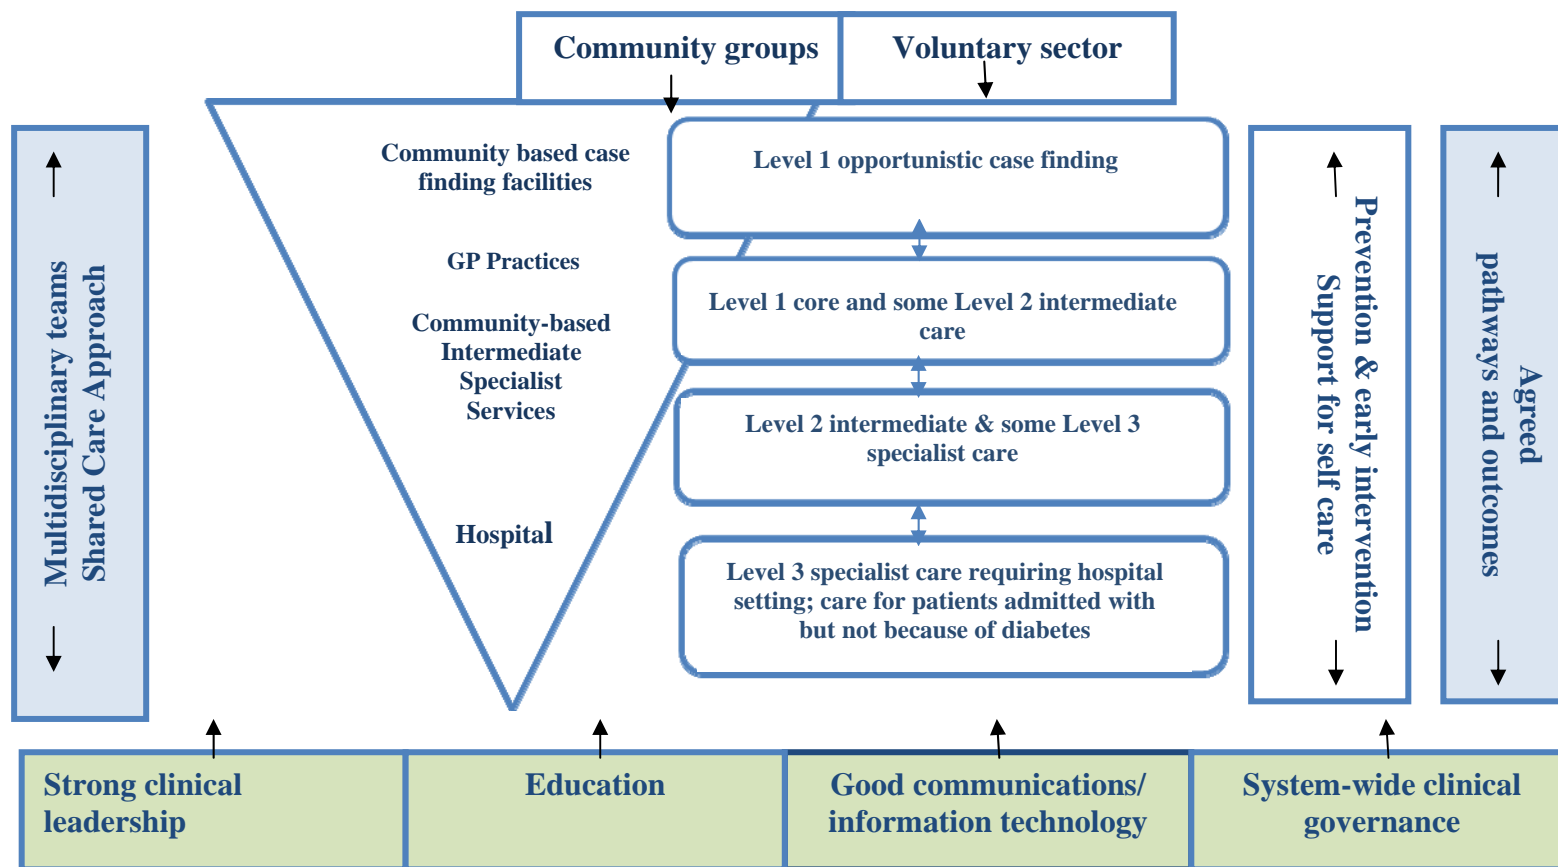 Community groups
Voluntary sector
Multidisciplinary teams
Shared Care Approach
Community based case
finding facilities
GP Practices
Community-based
Intermediate
Specialist
Services
Hospital
Level 1 opportunistic case finding
Level 1 core and some Level 2 intermediate
care
Level 2 intermediate & some Level 3
specialist care
Level 3 specialist care requiring hospital
setting; care for patients admitted with
but not because of diabetes
Prevention & early intervention
Support for self care
Agreed
pathways and outcomes
Strong clinical
leadership
Education
Good communications/
information technology
System-wide clinical
governance